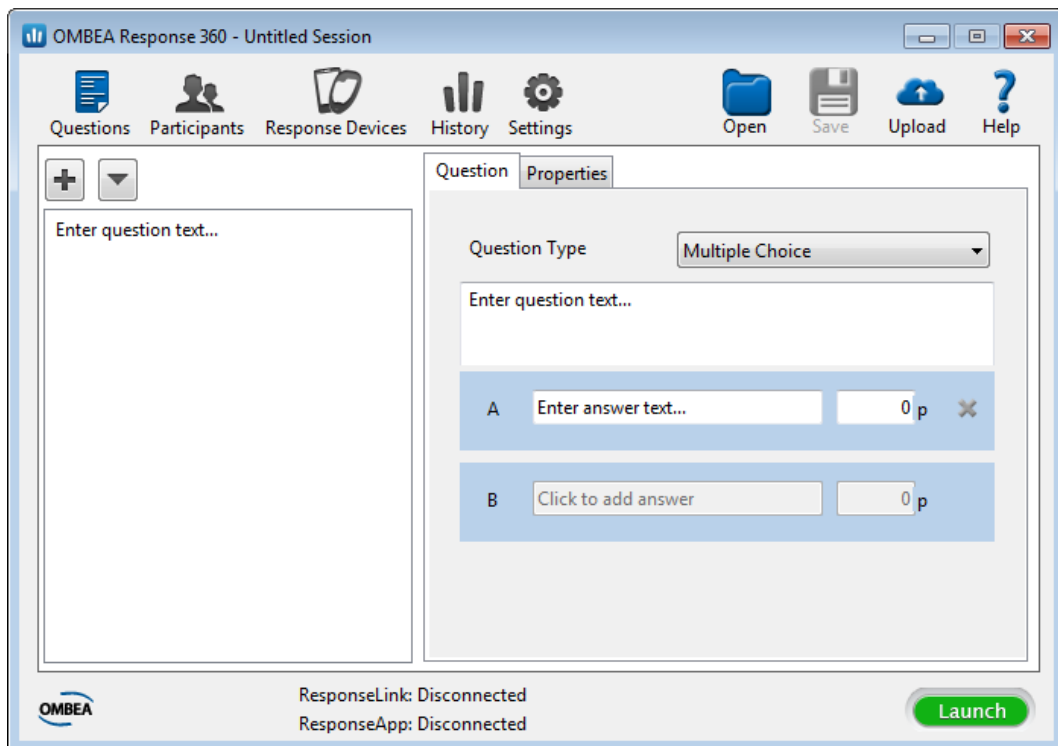 OMBEA Response 360 - Untitled Session
Questions Participants Response Devices History Settings Open Save Upload Help
Question Properties
Enter question text...
Question Type Multiple Choice
Enter question text...
A Enter answer text... 0 p
B Click to add answer 0 p
OMBEA
ResponseLink: Disconnected
ResponseApp: Disconnected
Launch